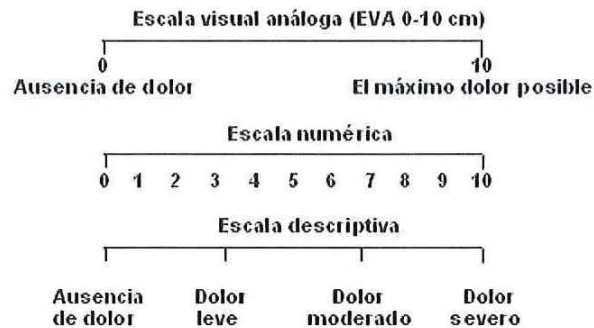 Escala visual análoga (EVA 0-10 cm)
0 10
Ausencia de dolor El máximo dolor posible
Escala numérica
0 1 2 3 4 5 6 7 8 9 10
Escala descriptiva
Ausencia Dolor Dolor Dolor
de dolor leve moderado severo